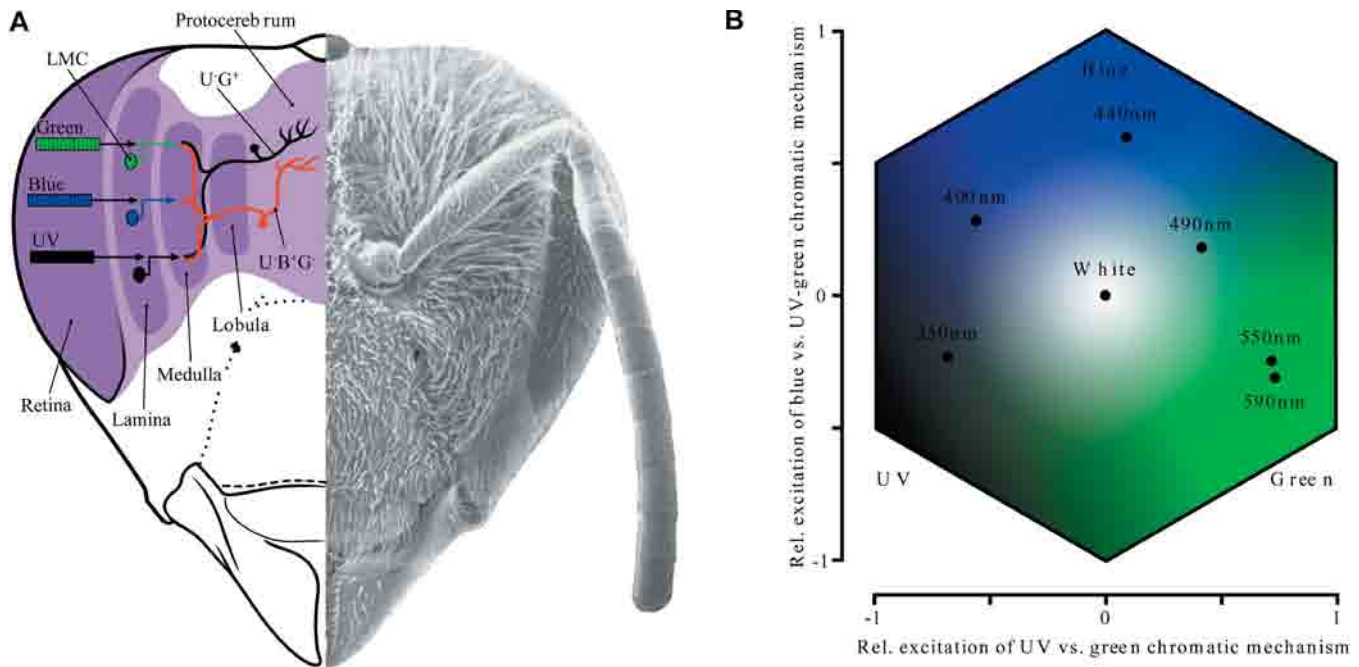 A
Protocereb rum
LMC
U-G+
Green
Blue
UV
U-B+G-
Lobula
Medulla
Retina
Lamina
B
Rel. excitation of blue vs. UV-green chromatic mechanism
1
0
-1
Blue
440nm
400nm
490nm
White
350nm
550nm
590nm
UV
Green
-1
0
1
Rel. excitation of UV vs. green chromatic mechanism